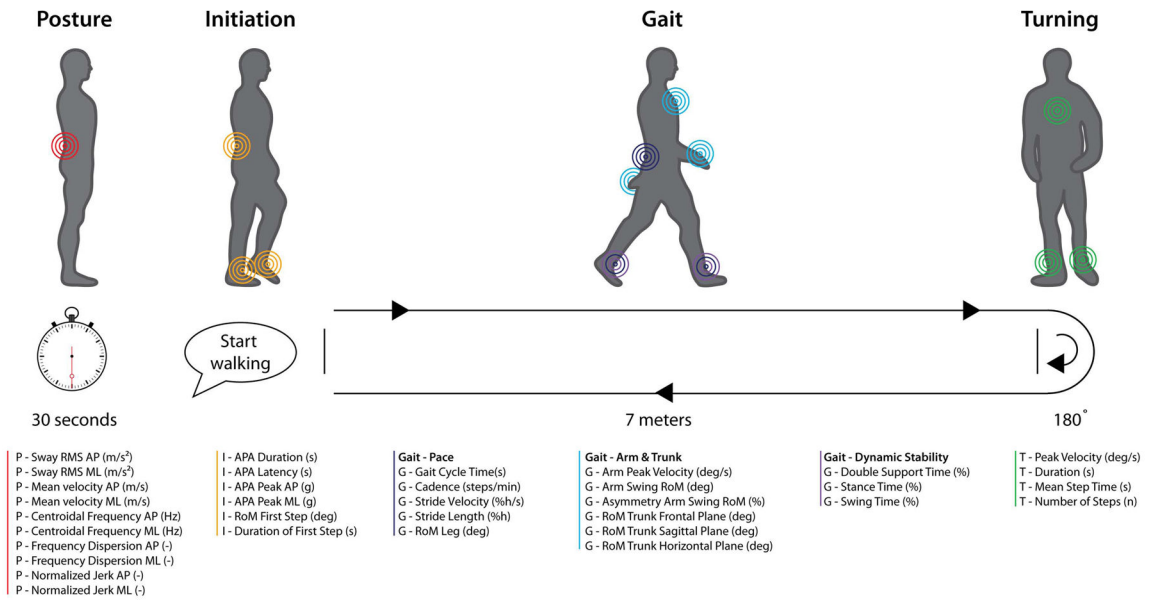 Posture
Initiation
Gait
Turning
Start
walking
30 seconds
7 meters
180°
P - Sway RMS AP (m/s²)
P - Sway RMS ML (m/s²)
P - Mean velocity AP (m/s)
P - Mean velocity ML (m/s)
P - Centroidal Frequency AP (Hz)
P - Centroidal Frequency ML (Hz)
P - Frequency Dispersion AP (-)
P - Frequency Dispersion ML (-)
P - Normalized Jerk AP (-)
P - Normalized Jerk ML (-)
I - APA Duration (s)
I - APA Latency (s)
I - APA Peak AP (g)
I - APA Peak ML (g)
I - RoM First Step (deg)
I - Duration of First Step (s)
Gait - Pace
G - Gait Cycle Time(s)
G - Cadence (steps/min)
G - Stride Velocity (%h/s)
G - Stride Length (%h)
G - RoM Leg (deg)
Gait - Arm & Trunk
G - Arm Peak Velocity (deg/s)
G - Arm Swing RoM (deg)
G - Asymmetry Arm Swing RoM (%)
G - RoM Trunk Frontal Plane (deg)
G - RoM Trunk Sagittal Plane (deg)
G - RoM Trunk Horizontal Plane (deg)
Gait - Dynamic Stability
G - Double Support Time (%)
G - Stance Time (%)
G - Swing Time (%)
T - Peak Velocity (deg/s)
T - Duration (s)
T - Mean Step Time (s)
T - Number of Steps (n)